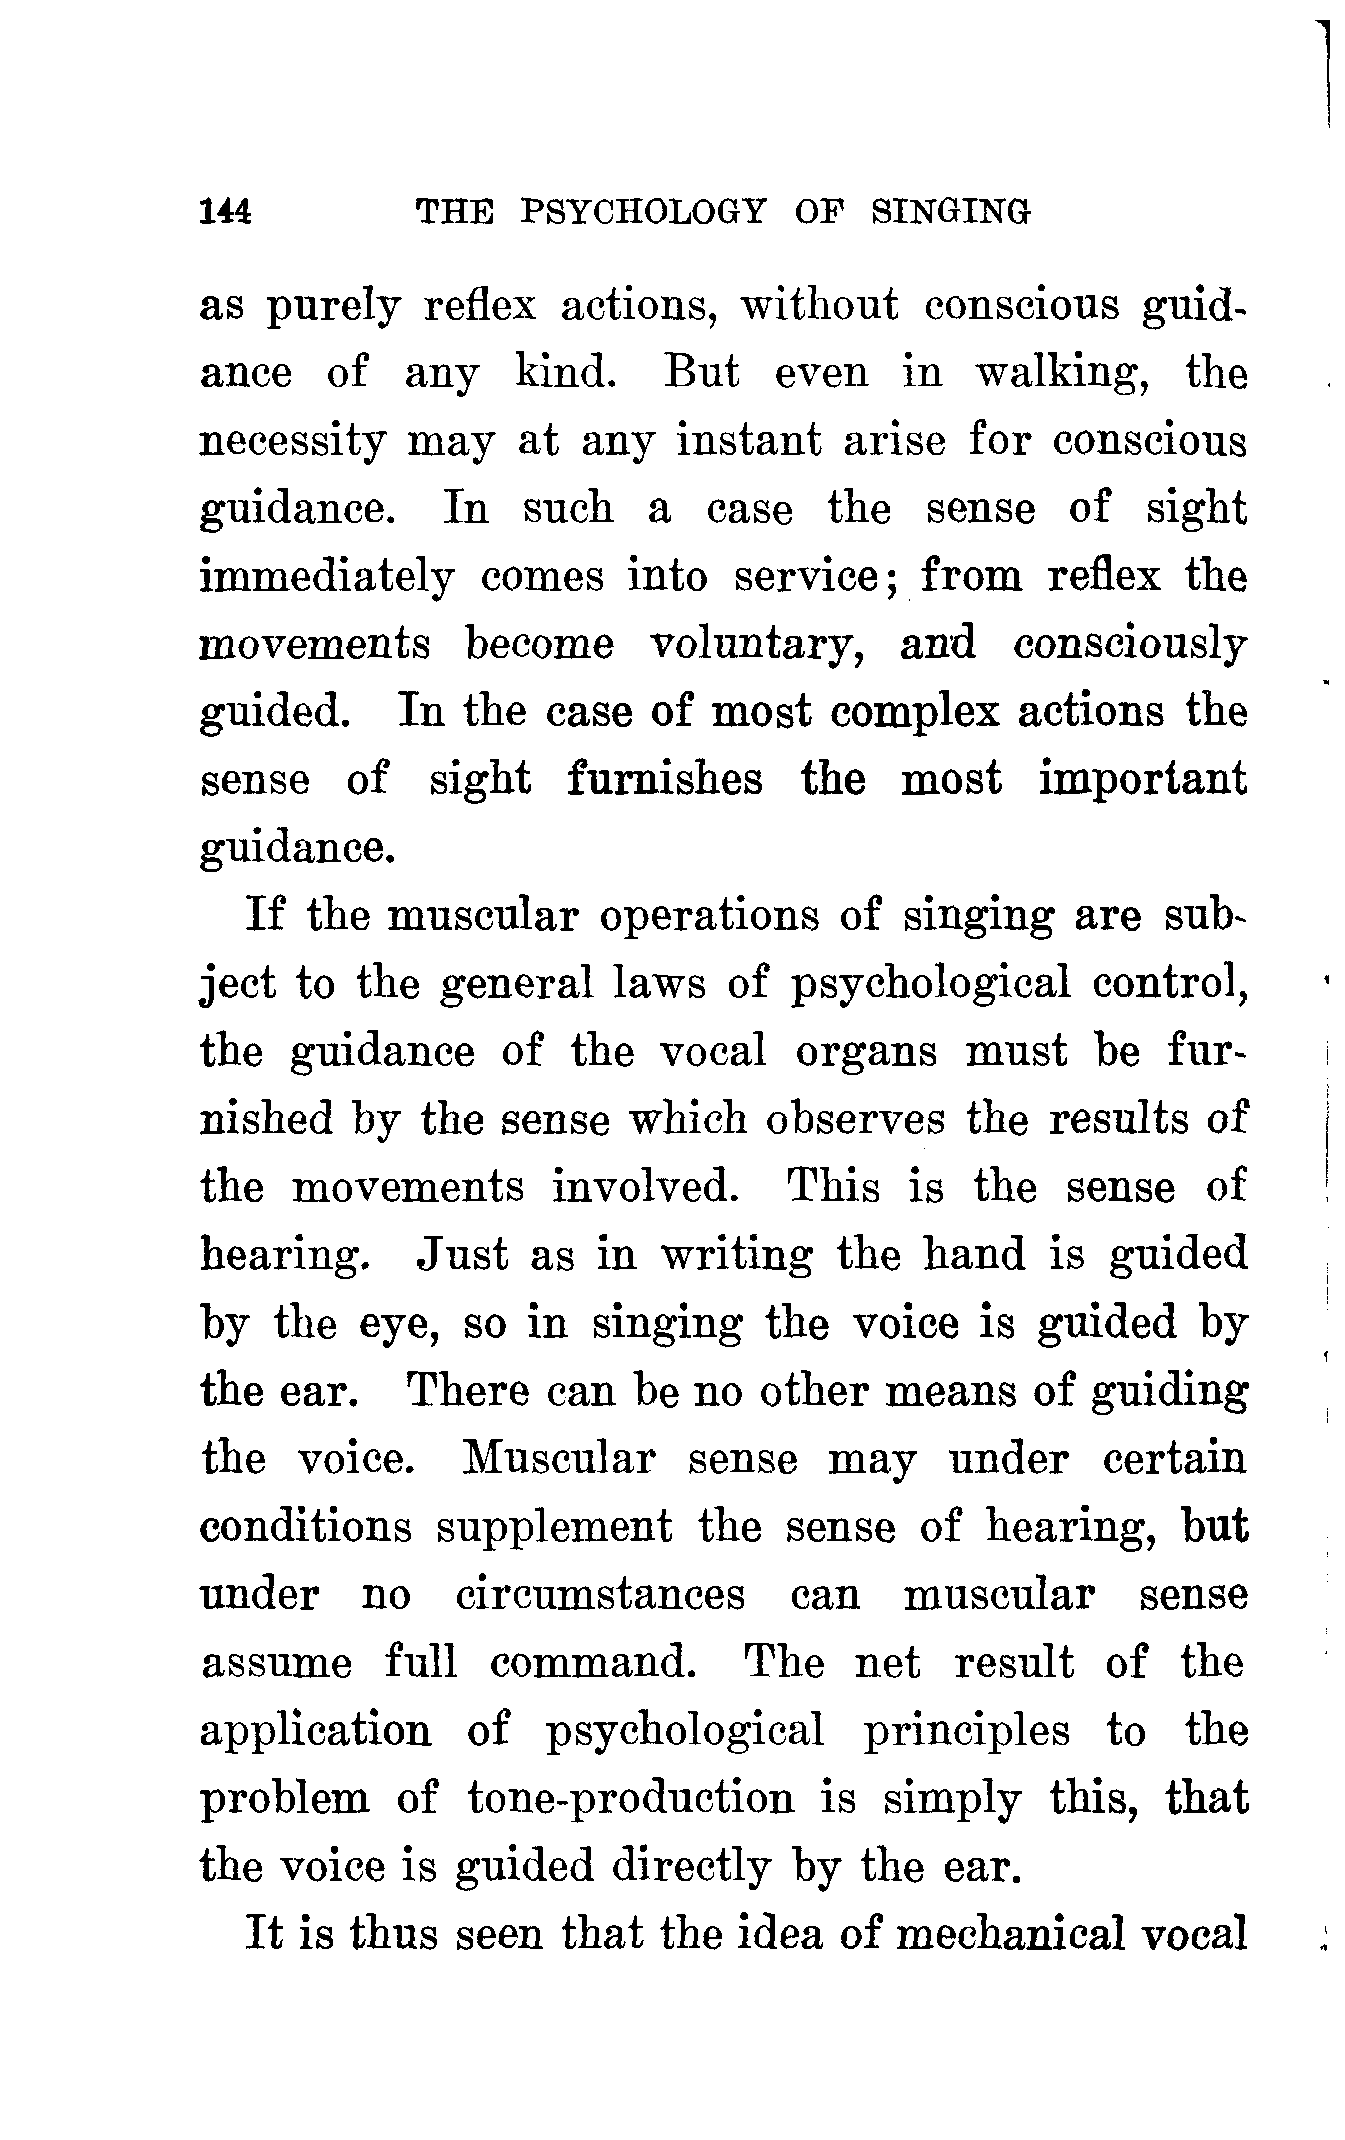 144 THE PSYCHOLOGY OF SINGING
as purely reflex actions, without conscious guid-
ance of any kind. But even in walking, the
necessity may at any instant arise for conscious
guidance. In such a case the sense of sight
immediately comes into service; from reflex the
movements become voluntary, and consciously
guided. In the case of most complex actions the
sense of sight furnishes the most important
guidance.
If the muscular operations of singing are sub-
ject to the general laws of psychological control,
the guidance of the vocal organs must be fur-
nished by the sense which observes the results of
the movements involved. This is the sense of
hearing. Just as in writing the hand is guided
by the eye, so in singing the voice is guided by
the ear. There can be no other means of guiding
the voice. Muscular sense may under certain
conditions supplement the sense of hearing, but
under no circumstances can muscular sense
assume full command. The net result of the
application of psychological principles to the
problem of tone-production is simply this, that
the voice is guided directly by the ear.
It is thus seen that the idea of mechanical vocal